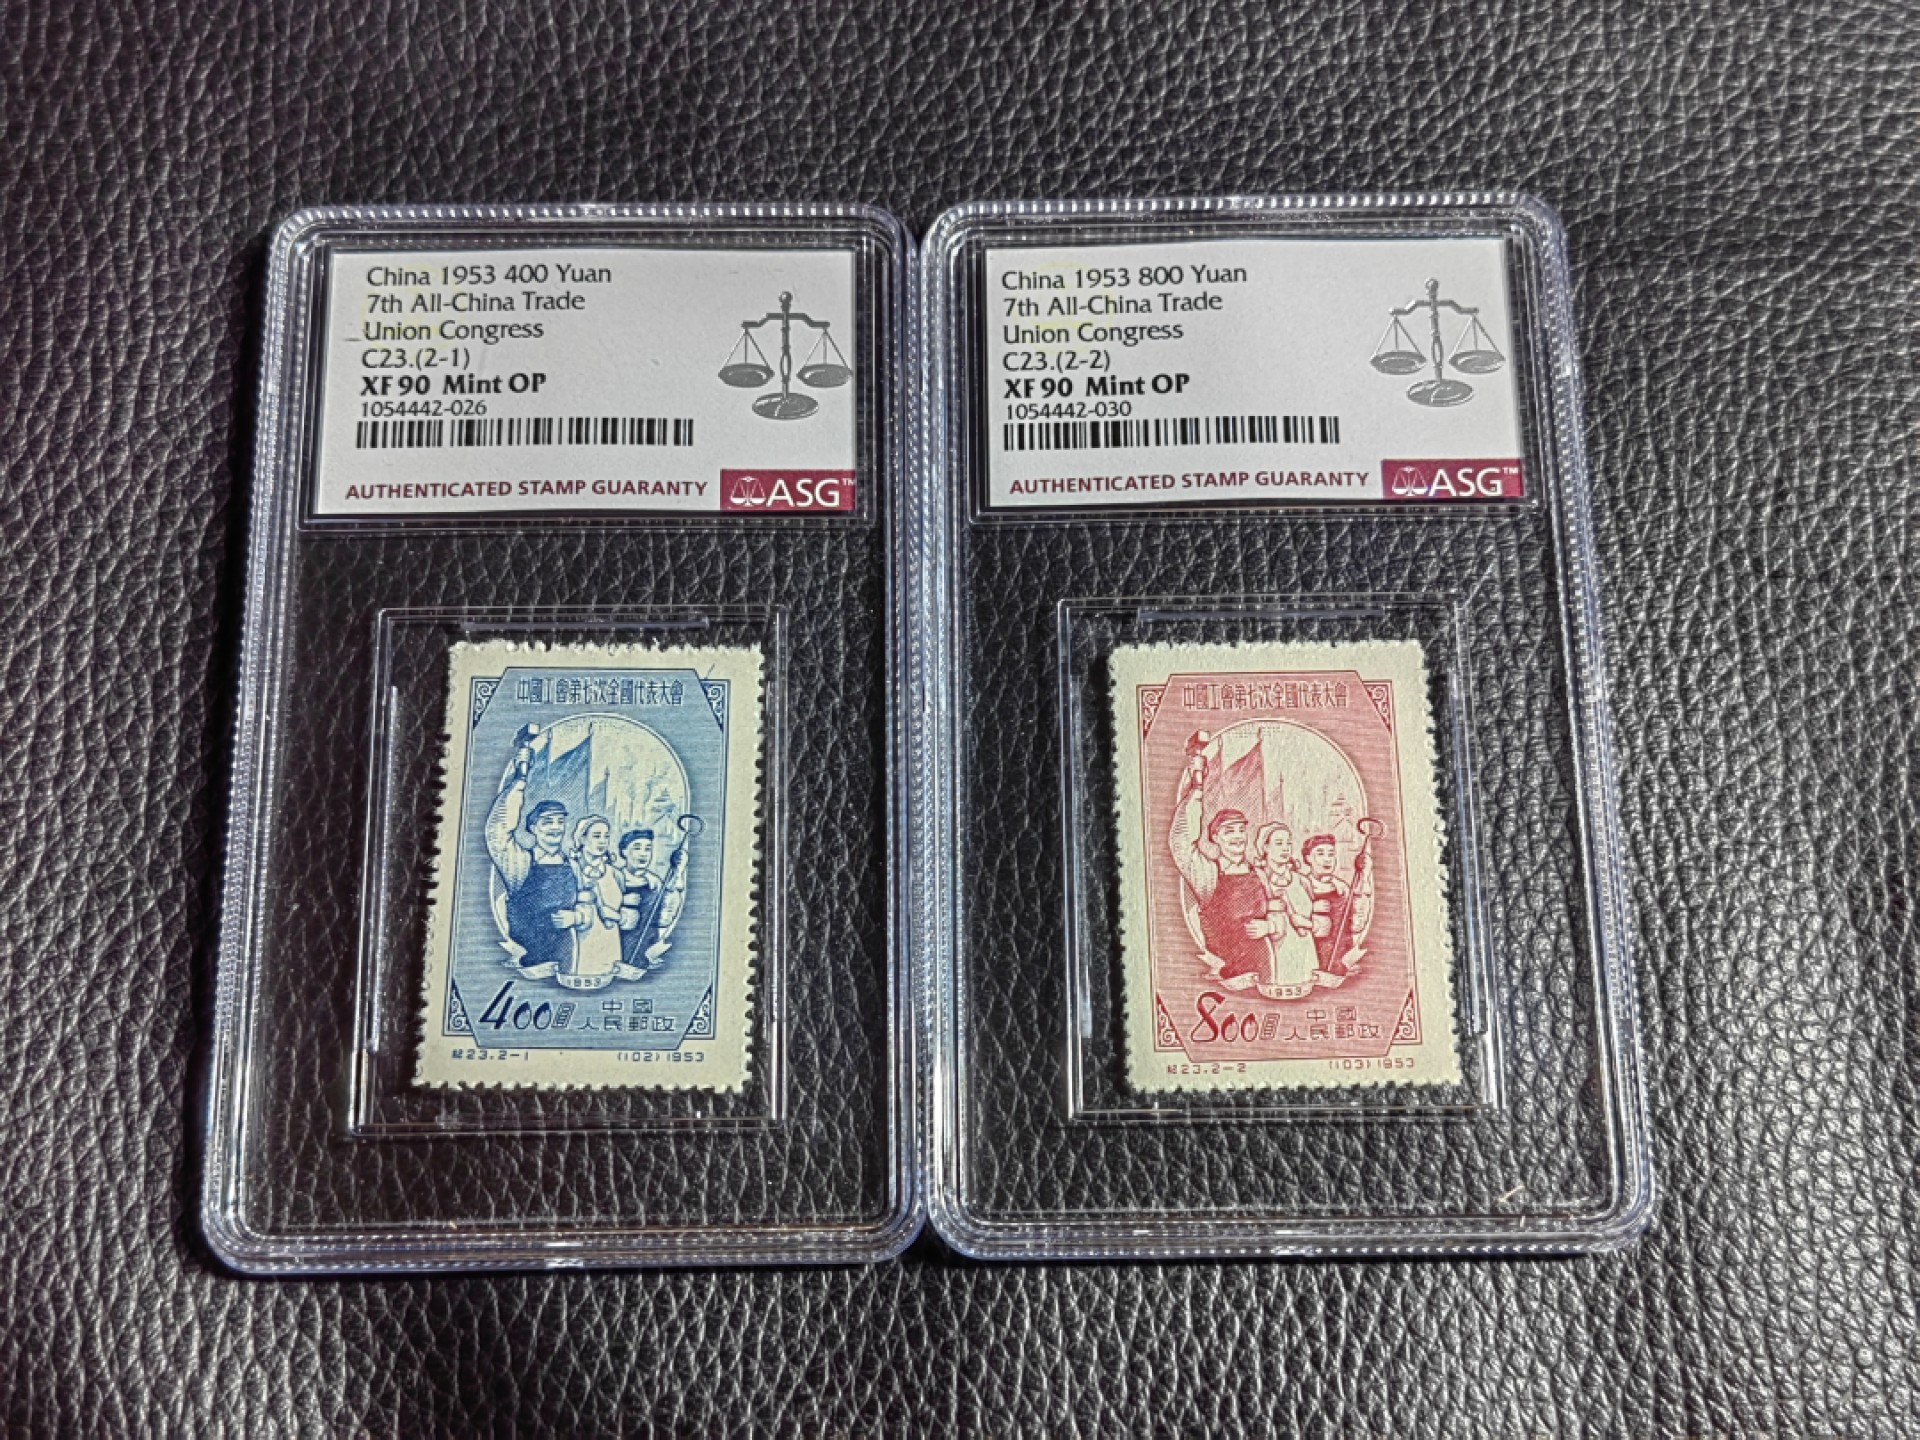 China 1953 400 Yuan
7th All-China Trade
Union Congress
C23.(2-1)
XF 90 Mint OP
1054442-026
AUTHENTICATED STAMP GUARANTY
ASG™
中國工會第七次全國代表大會
1953
400圓
中國
人民郵政
紀23.2-1
(102)1953
China 1953 800 Yuan
7th All-China Trade
Union Congress
C23.(2-2)
XF 90 Mint OP
1054442-030
AUTHENTICATED STAMP GUARANTY
ASG™
中國工會第七次全國代表大會
1953
800圓
中國
人民郵政
紀23.2-2
(103)1953